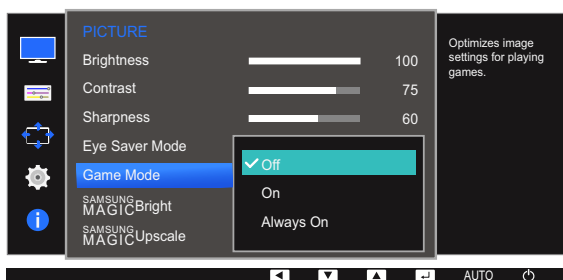 PICTURE
Brightness 100
Contrast 75
Sharpness 60
Eye Saver Mode
Game Mode
Off
On
Always On
SAMSUNG
MAGICBright
SAMSUNG
MAGICUpscale
Optimizes image
settings for playing
games.
AUTO